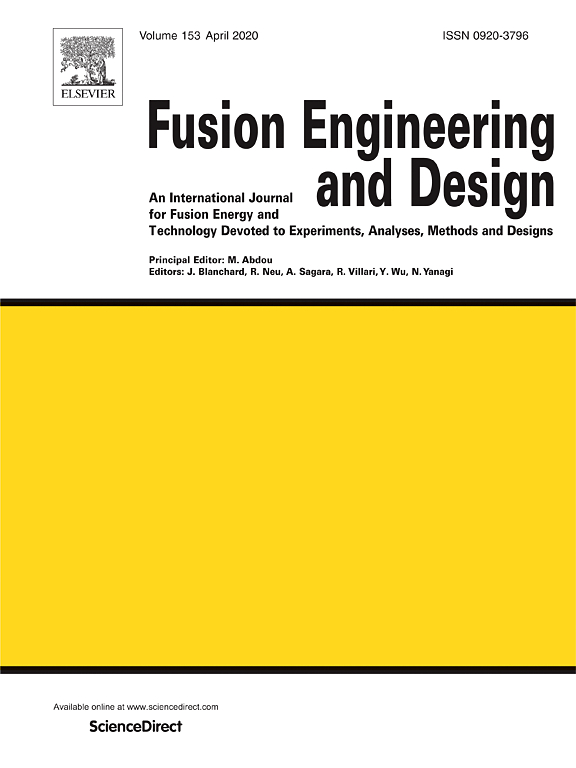 Volume 153 April 2020
ISSN 0920-3796
ELSEVIER
Fusion Engineering
and Design
An International Journal
for Fusion Energy and
Technology Devoted to Experiments, Analyses, Methods and Designs
Principal Editor: M. Abdou
Editors: J. Blanchard, R. Neu, A. Sagara, R. Villari, Y. Wu, N. Yanagi
Available online at www.sciencedirect.com
ScienceDirect